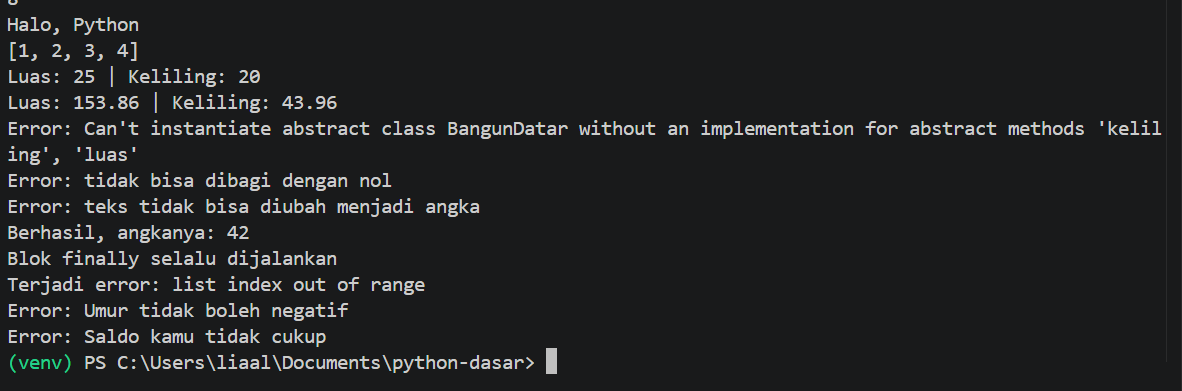 Halo, Python
[1, 2, 3, 4]
Luas: 25 | Keliling: 20
Luas: 153.86 | Keliling: 43.96
Error: Can't instantiate abstract class BangunDatar without an implementation for abstract methods 'kelil
ing', 'luas'
Error: tidak bisa dibagi dengan nol
Error: teks tidak bisa diubah menjadi angka
Berhasil, angkanya: 42
Blok finally selalu dijalankan
Terjadi error: list index out of range
Error: Umur tidak boleh negatif
Error: Saldo kamu tidak cukup
(venv) PS C:\Users\liaal\Documents\python-dasar>